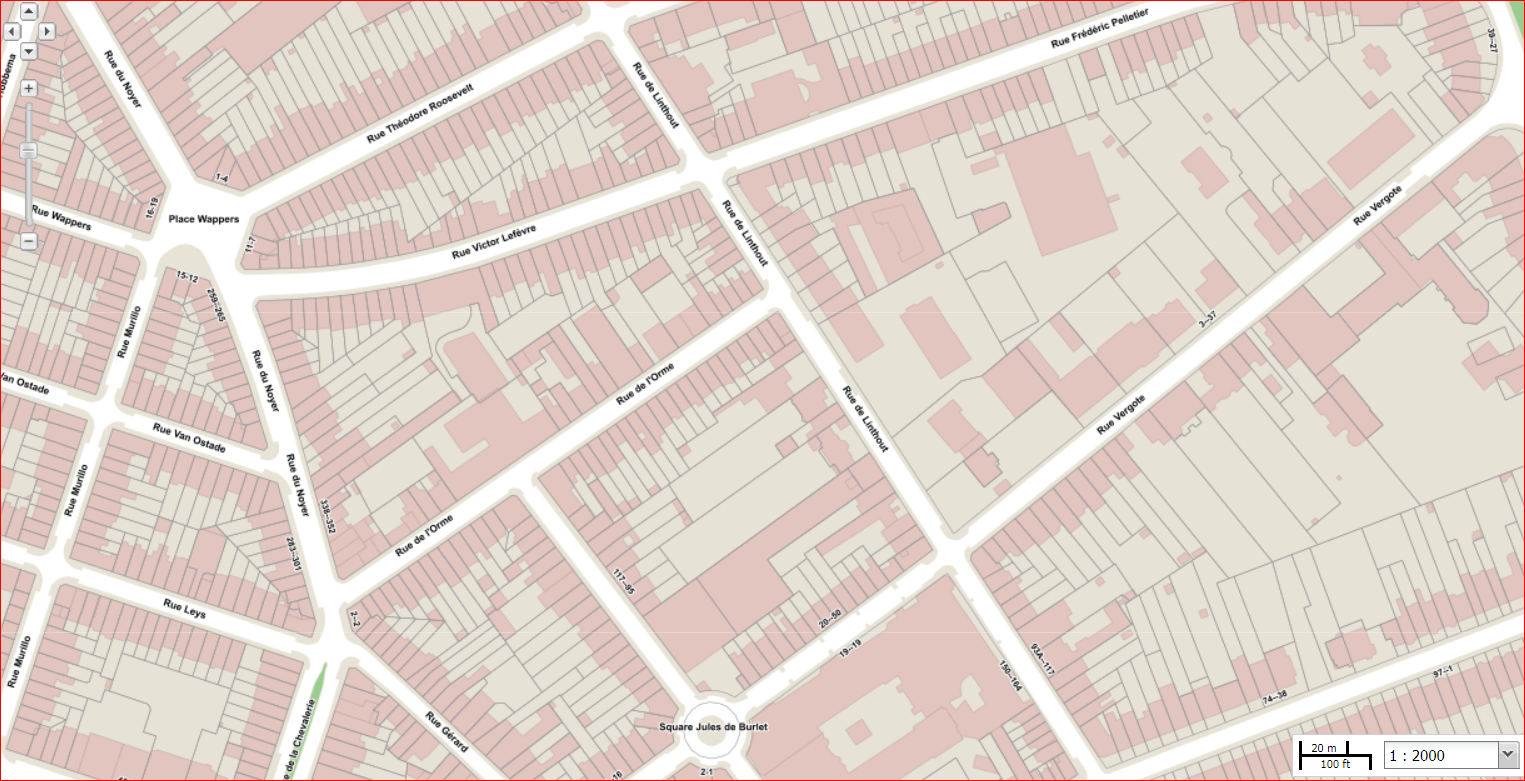 Rue Frédéric Pelletier
39--27
Rue du Noyer
Rue de Linthout
Rue Théodore Roosevelt
1-4
16-19
Place Wappers
Rue Wappers
11-7
Rue Victor Lefèvre
Rue de Linthout
Rue Vergote
15-12
259--265
Rue Murillo
3--37
Rue du Noyer
Rue de l'Orme
Van Ostade
Rue de Linthout
Rue Vergote
Rue Van Ostade
Rue Murillo
Rue du Noyer
338--352
Rue de l'Orme
283--301
117--95
Rue Leys
2--2
20--50
19--19
Rue Murillo
93A--117
150--164
97--1
74--38
Rue Gérard
e de la Chevalerie
Square Jules de Burlet
2-1
20 m
100 ft
1 : 2000